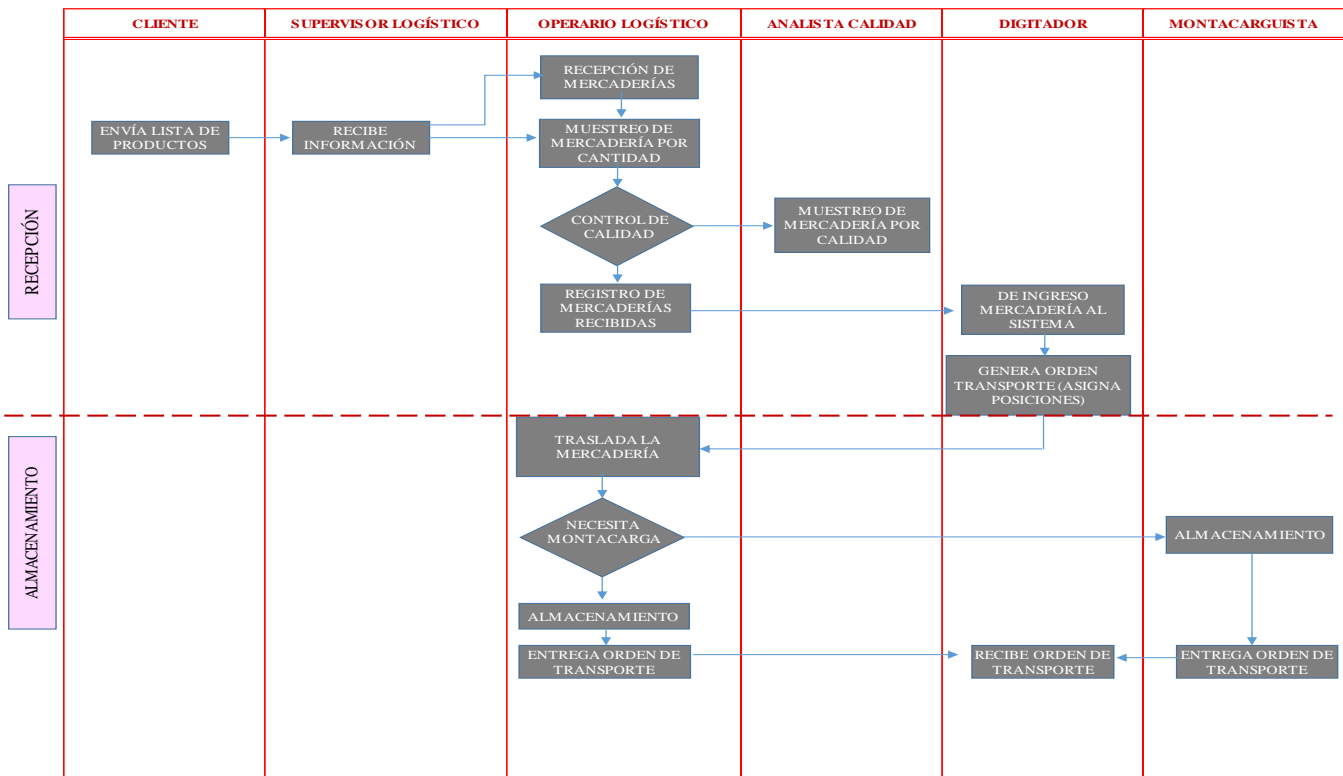 CLIENTE
SUPERVISOR LOGÍSTICO
OPERARIO LOGÍSTICO
ANALISTA CALIDAD
DIGITADOR
MONTACARGUISTA
RECEPCIÓN
RECEPCIÓN DE
MERCADERÍAS
ENVÍA LISTA DE
PRODUCTOS
RECIBE
INFORMACIÓN
MUESTREO DE
MERCADERÍA POR
CANTIDAD
CONTROL DE
CALIDAD
MUESTREO DE
MERCADERÍA POR
CALIDAD
REGISTRO DE
MERCADERÍAS
RECIBIDAS
DE INGRESO
MERCADERÍA AL
SISTEMA
GENERA ORDEN
TRANSPORTE (ASIGNA
POSICIONES)
ALMACENAMIENTO
TRASLADA LA
MERCADERÍA
NECESITA
MONTACARGA
ALMACENAMIENTO
ALMACENAMIENTO
ENTREGA ORDEN DE
TRANSPORTE
RECIBE ORDEN DE
TRANSPORTE
ENTREGA ORDEN DE
TRANSPORTE